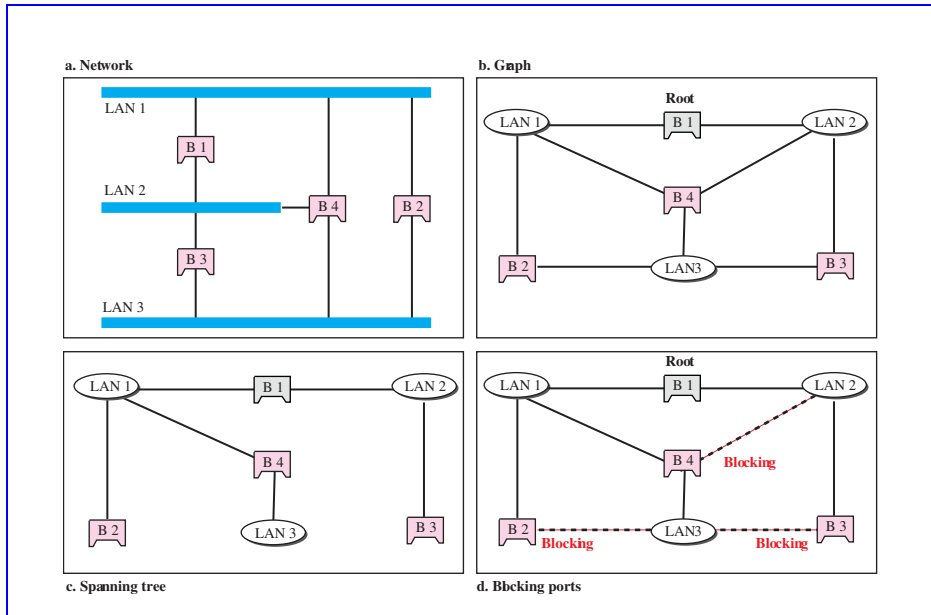 a. Network
LAN 1
B 1
LAN 2
B 4
B 2
B 3
LAN 3
b. Graph
Root
LAN 1
B 1
LAN 2
B 4
B 2
LAN3
B 3
LAN 1
B 1
LAN 2
B 4
B 2
LAN 3
B 3
c. Spanning tree
Root
LAN 1
B 1
LAN 2
B 4
Blocking
B 2
LAN3
B 3
Blocking
Blocking
d. Blocking ports